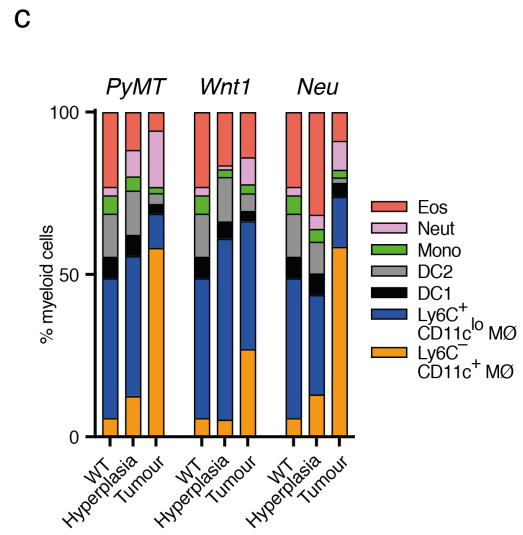 C
PyMT Wnt1 Neu
100
50
0
% myeloid cells
WT
Hyperplasia
Tumour
WT
Hyperplasia
Tumour
WT
Hyperplasia
Tumour
Eos
Neut
Mono
DC2
DC1
Ly6C⁺
CD11cˡᵒ MØ
Ly6C⁻
CD11c⁺ MØ